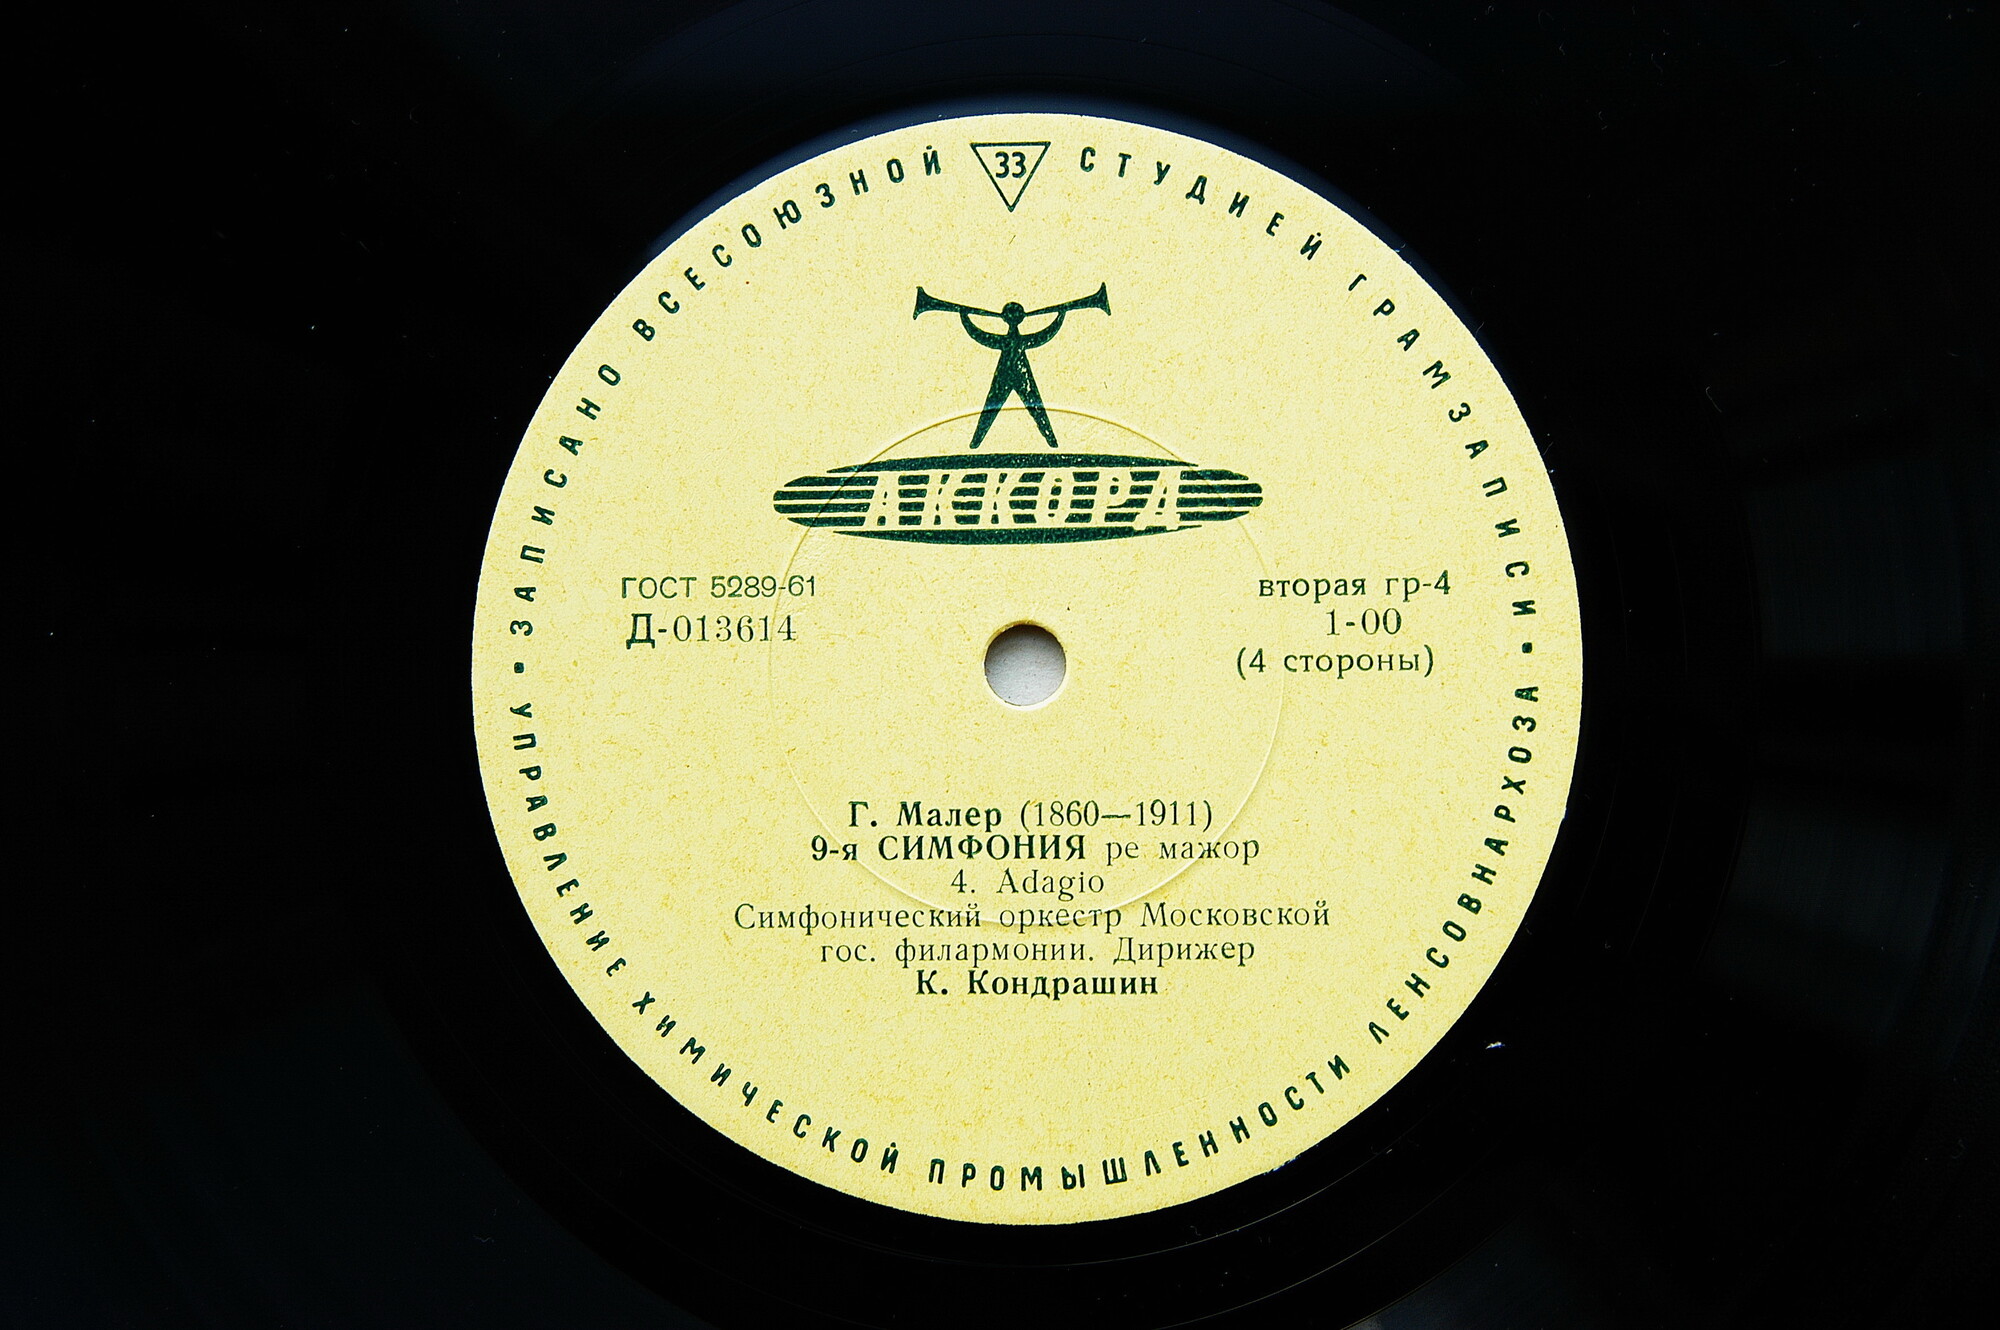 ЗАПИСАНО ВСЕСОЮЗНОЙ 33 СТУДИЕЙ ГРАМЗАПИСИ •
АККОРД
ГОСТ 5289-61
Д-013614
вторая гр-4
1-00
(4 стороны)
Г. Малер (1860—1911)
9-я СИМФОНИЯ ре мажор
4. Adagio
Симфонический оркестр Московской
гос. филармонии. Дирижер
К. Кондрашин
УПРАВЛЕНИЕ ХИМИЧЕСКОЙ ПРОМЫШЛЕННОСТИ ЛЕНСОВНАРХОЗА •